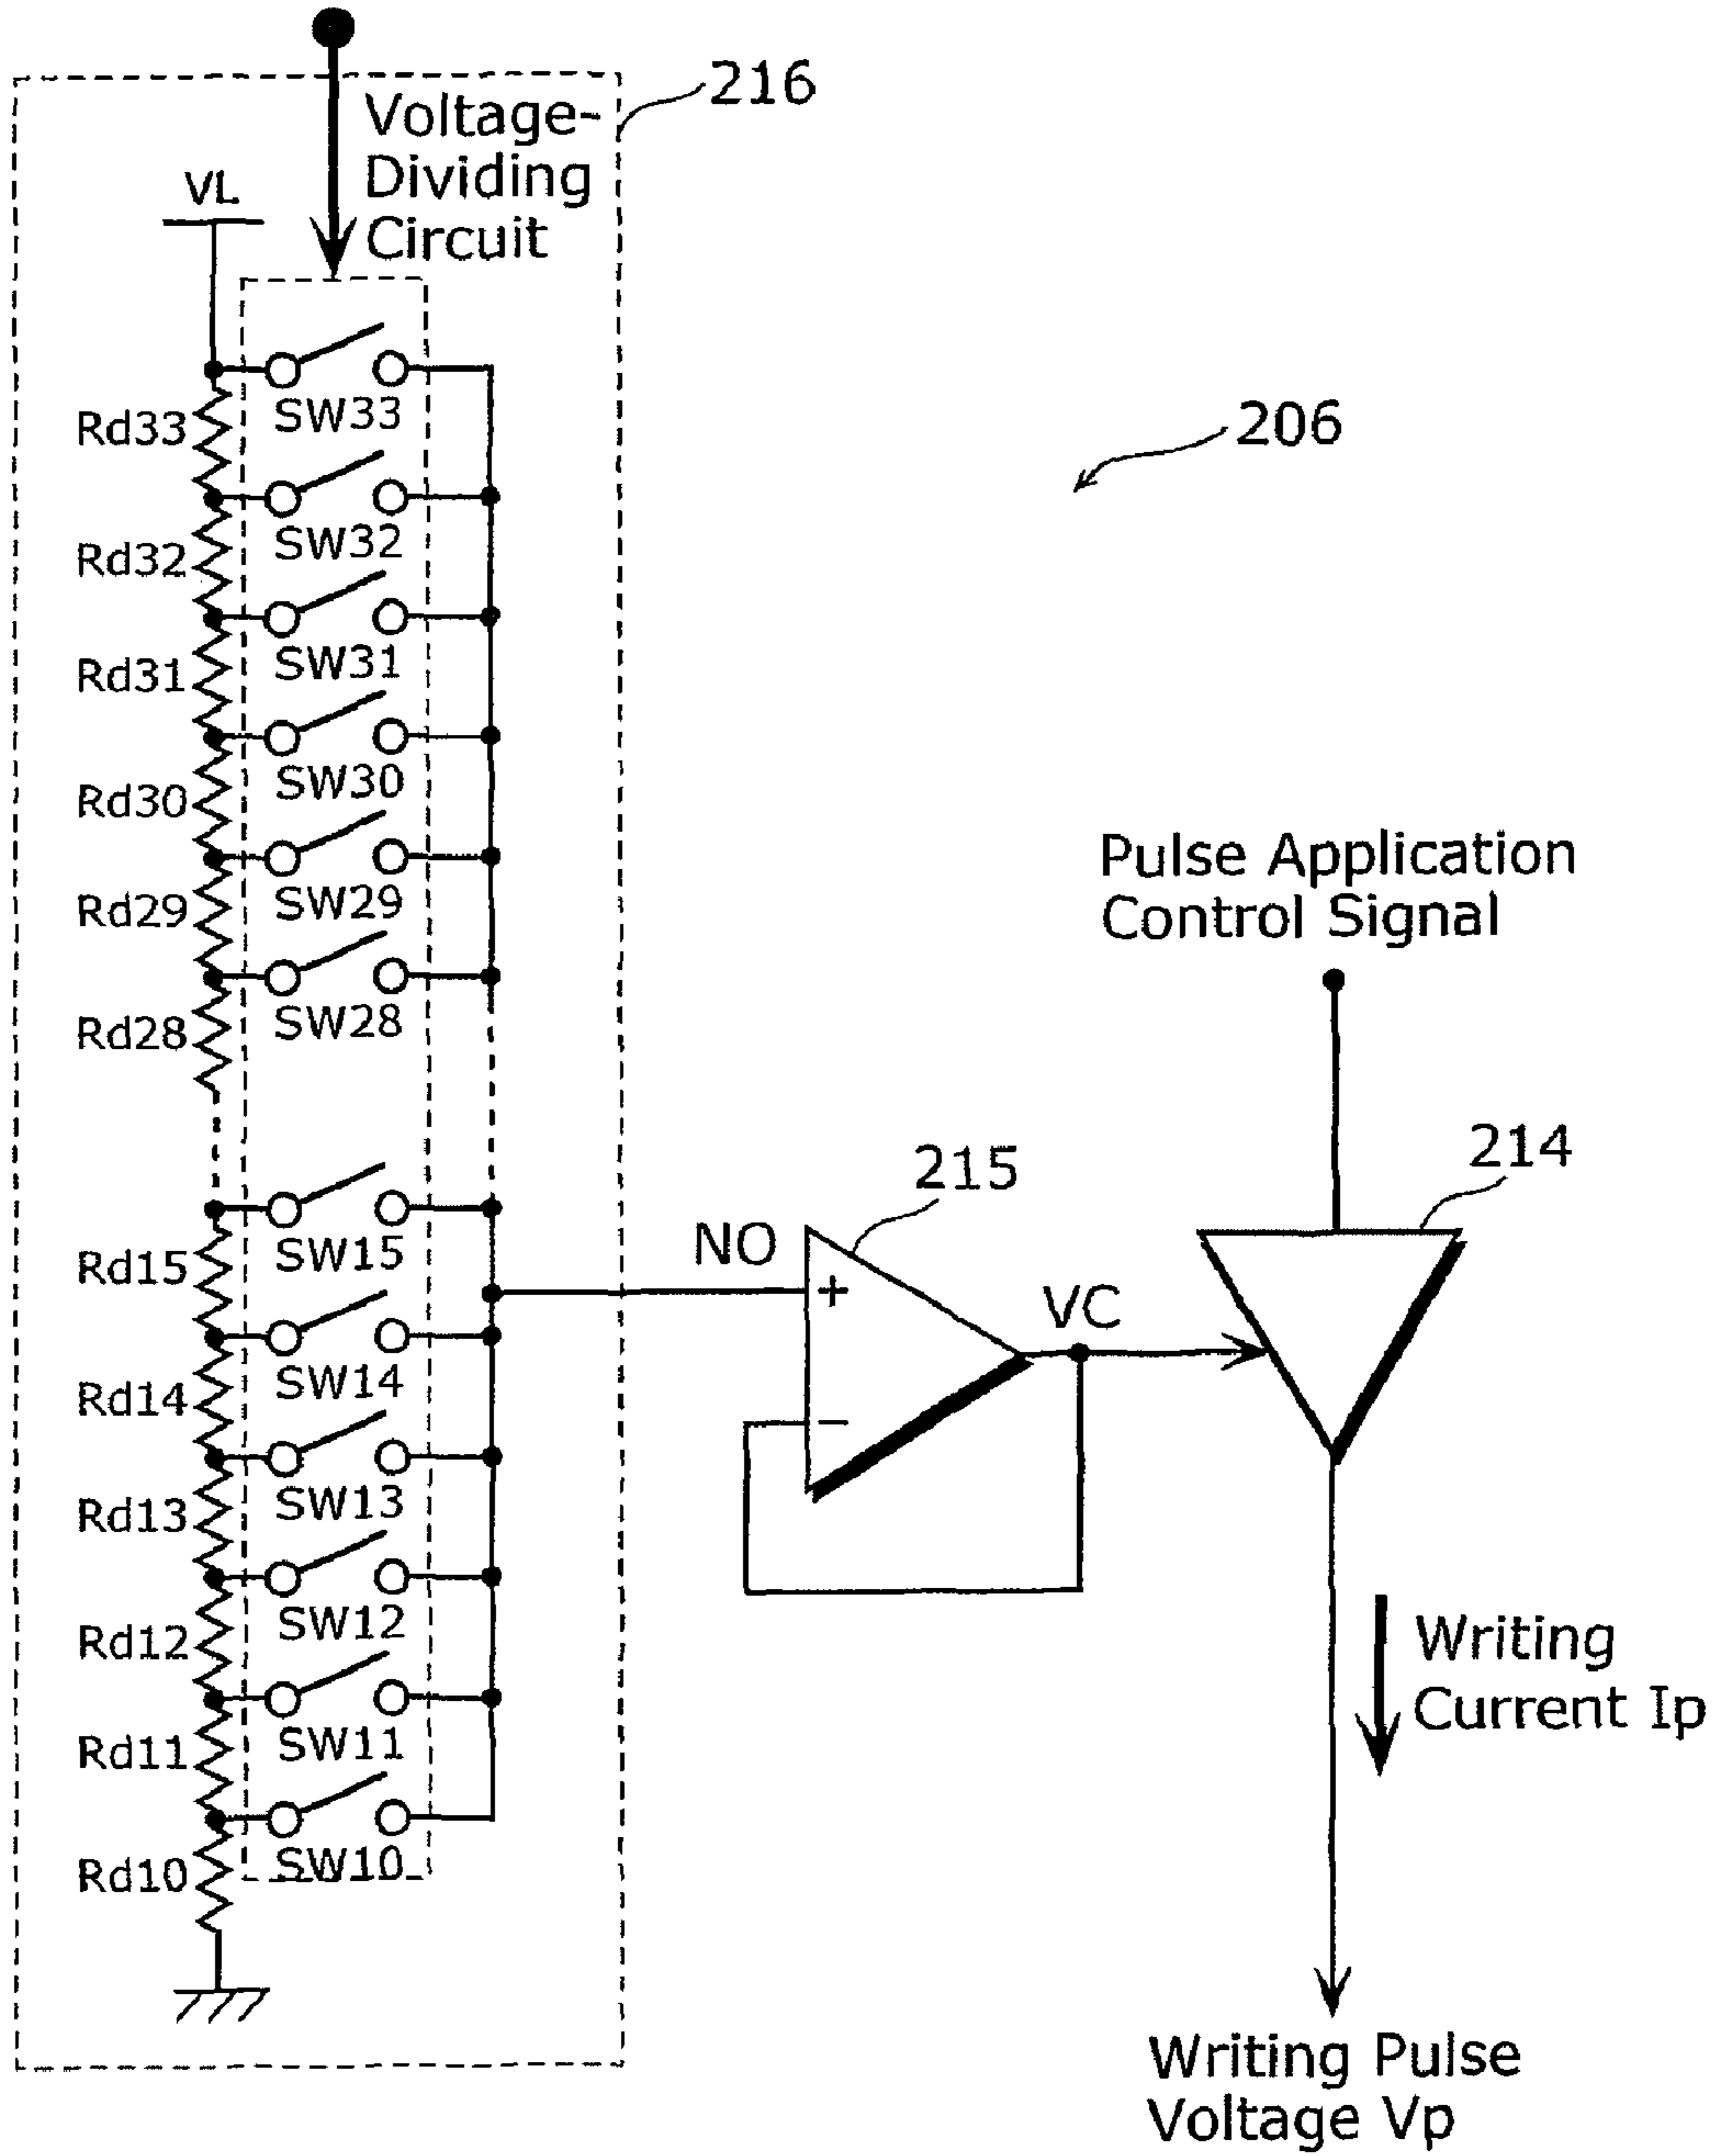 216
Voltage-
Dividing
Circuit
VL
SW33
Rd33
206
SW32
Rd32
SW31
Rd31
SW30
Rd30
SW29
Rd29
SW28
Rd28
Pulse Application
Control Signal
215
214
SW15
Rd15
NO
+
VC
SW14
Rd14
−
SW13
Rd13
SW12
Rd12
Writing
Current Ip
SW11
Rd11
SW10
Rd10
Writing Pulse
Voltage Vp